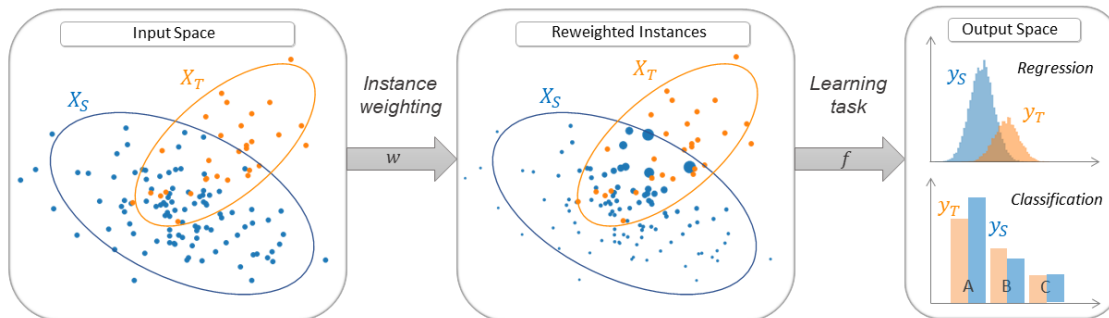 Input Space
X_T
X_S
Instance
weighting
w
Reweighted Instances
X_T
X_S
Learning
task
f
Output Space
y_S
Regression
y_T
Classification
y_T
y_S
A
B
C